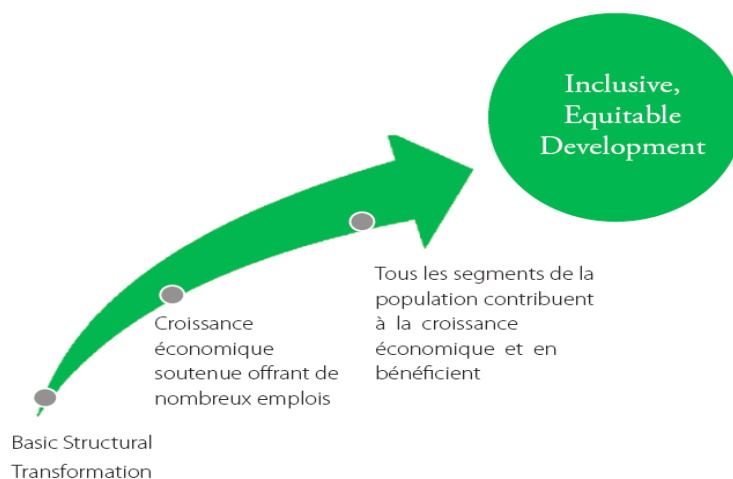 Inclusive,
Equitable
Development
Tous les segments de la
population contribuent
à la croissance
économique et en
bénéficient
Croissance
économique
soutenue offrant de
nombreux emplois
Basic Structural
Transformation